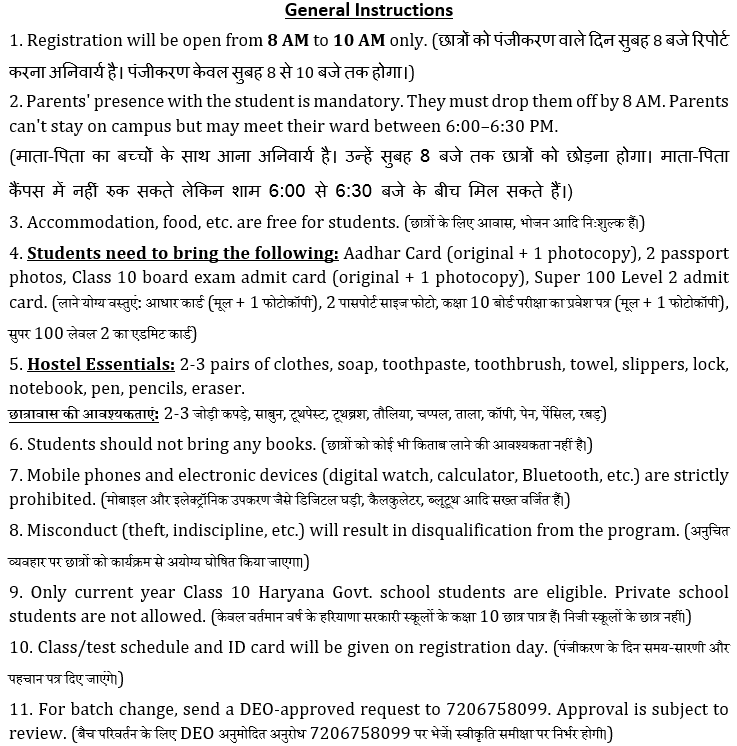 General Instructions
1. Registration will be open from 8 AM to 10 AM only. (छात्रों को पंजीकरण वाले दिन सुबह 8 बजे रिपोर्ट
करना अनिवार्य है। पंजीकरण केवल सुबह 8 से 10 बजे तक होगा।)
2. Parents' presence with the student is mandatory. They must drop them off by 8 AM. Parents
can't stay on campus but may meet their ward between 6:00–6:30 PM.
(माता-पिता का बच्चों के साथ आना अनिवार्य है। उन्हें सुबह 8 बजे तक छात्रों को छोड़ना होगा। माता-पिता
कैंपस में नहीं रुक सकते लेकिन शाम 6:00 से 6:30 बजे के बीच मिल सकते हैं।)
3. Accommodation, food, etc. are free for students. (छात्रों के लिए आवास, भोजन आदि निःशुल्क हैं।)
4. Students need to bring the following: Aadhar Card (original + 1 photocopy), 2 passport
photos, Class 10 board exam admit card (original + 1 photocopy), Super 100 Level 2 admit
card. (लाने योग्य वस्तुएं: आधार कार्ड (मूल + 1 फोटोकॉपी), 2 पासपोर्ट साइज फोटो, कक्षा 10 बोर्ड परीक्षा का प्रवेश पत्र (मूल + 1 फोटोकॉपी),
सुपर 100 लेवल 2 का एडमिट कार्ड)
5. Hostel Essentials: 2-3 pairs of clothes, soap, toothpaste, toothbrush, towel, slippers, lock,
notebook, pen, pencils, eraser.
छात्रावास की आवश्यकताएं: 2-3 जोड़ी कपड़े, साबुन, टूथपेस्ट, टूथब्रश, तौलिया, चप्पल, ताला, कॉपी, पेन, पेंसिल, रबड़)
6. Students should not bring any books. (छात्रों को कोई भी किताब लाने की आवश्यकता नहीं है।)
7. Mobile phones and electronic devices (digital watch, calculator, Bluetooth, etc.) are strictly
prohibited. (मोबाइल और इलेक्ट्रॉनिक उपकरण जैसे डिजिटल घड़ी, कैलकुलेटर, ब्लूटूथ आदि सख्त वर्जित हैं।)
8. Misconduct (theft, indiscipline, etc.) will result in disqualification from the program. (अनुचित
व्यवहार पर छात्रों को कार्यक्रम से अयोग्य घोषित किया जाएगा।)
9. Only current year Class 10 Haryana Govt. school students are eligible. Private school
students are not allowed. (केवल वर्तमान वर्ष के हरियाणा सरकारी स्कूलों के कक्षा 10 छात्र पात्र हैं। निजी स्कूलों के छात्र नहीं।)
10. Class/test schedule and ID card will be given on registration day. (पंजीकरण के दिन समय-सारणी और
पहचान पत्र दिए जाएंगे।)
11. For batch change, send a DEO-approved request to 7206758099. Approval is subject to
review. (बैच परिवर्तन के लिए DEO अनुमोदित अनुरोध 7206758099 पर भेजें। स्वीकृति समीक्षा पर निर्भर होगी।)